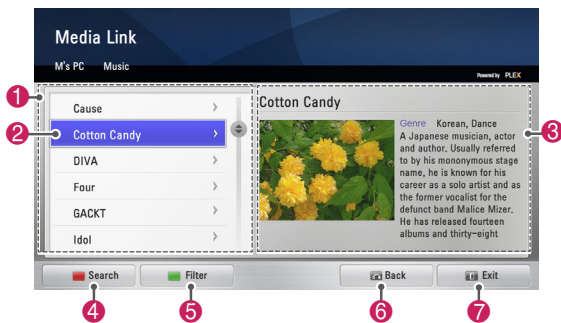 Media Link
M's PC Music
Powered by PLEX
1
2
Cause
Cotton Candy
DIVA
Four
GACKT
Idol
Cotton Candy
3
Genre Korean, Dance
A Japanese musician, actor
and author. Usually referred
to by his mononymous stage
name, he is known for his
career as a solo artist and as
the former vocalist for the
defunct band Malice Mizer.
He has released fourteen
albums and thirty-eight
Search
Filter
Back
Exit
4
5
6
7